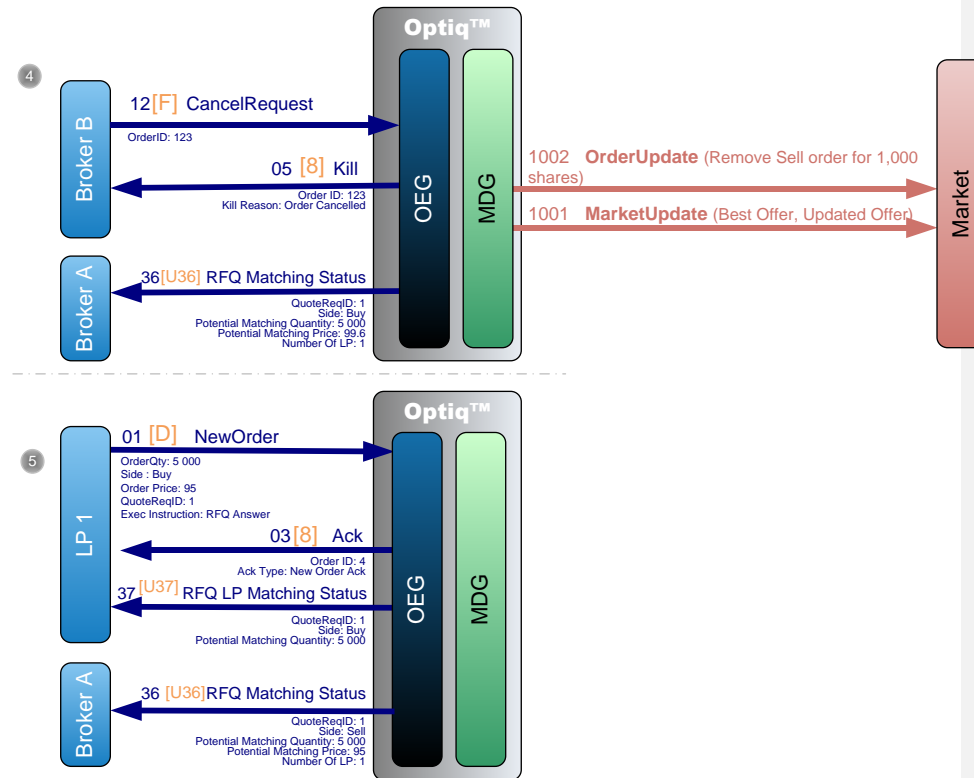 Optiq™
4
Broker B
12[F] CancelRequest
OrderID: 123
05 [8] Kill
Order ID: 123
Kill Reason: Order Cancelled
OEG
MDG
1002 OrderUpdate (Remove Sell order for 1,000
shares)
1001 MarketUpdate (Best Offer, Updated Offer)
Market
Broker A
36[U36] RFQ Matching Status
QuoteReqID: 1
Side: Buy
Potential Matching Quantity: 5 000
Potential Matching Price: 99.6
Number Of LP: 1
Optiq™
5
LP 1
01 [D] NewOrder
OrderQty: 5 000
Side : Buy
Order Price: 95
QuoteReqID: 1
Exec Instruction: RFQ Answer
03[8] Ack
Order ID: 4
Ack Type: New Order Ack
37[U37] RFQ LP Matching Status
QuoteReqID: 1
Side: Buy
Potential Matching Quantity: 5 000
OEG
MDG
Broker A
36 [U36]RFQ Matching Status
QuoteReqID: 1
Side: Sell
Potential Matching Quantity: 5 000
Potential Matching Price: 95
Number Of LP: 1